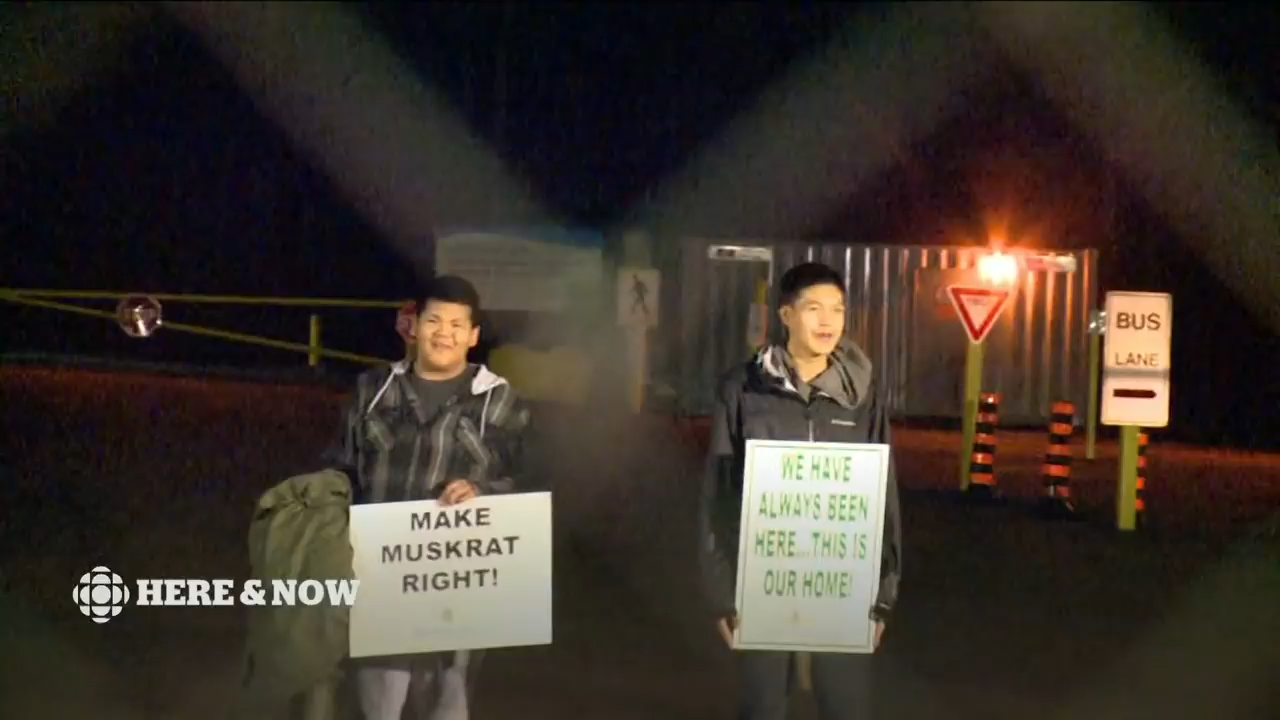 BUS
LANE
WE HAVE
ALWAYS BEEN
HERE...THIS IS
OUR HOME!
MAKE
MUSKRAT
RIGHT!
HERE & NOW